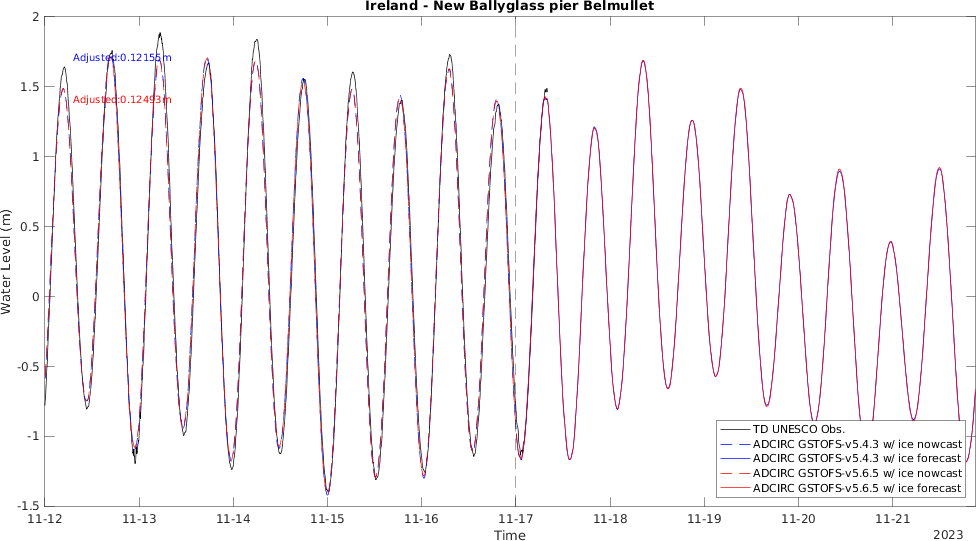 Ireland - New Ballyglass pier Belmullet
Water Level (m)
2
1.5
1
0.5
0
-0.5
-1
-1.5
Adjusted:0.12155m
Adjusted:0.12493m
TD UNESCO Obs.
ADCIRC GSTOFS-v5.4.3 w/ ice nowcast
ADCIRC GSTOFS-v5.4.3 w/ ice forecast
ADCIRC GSTOFS-v5.6.5 w/ ice nowcast
ADCIRC GSTOFS-v5.6.5 w/ ice forecast
11-12 11-13 11-14 11-15 11-16 11-17 11-18 11-19 11-20 11-21
Time
2023